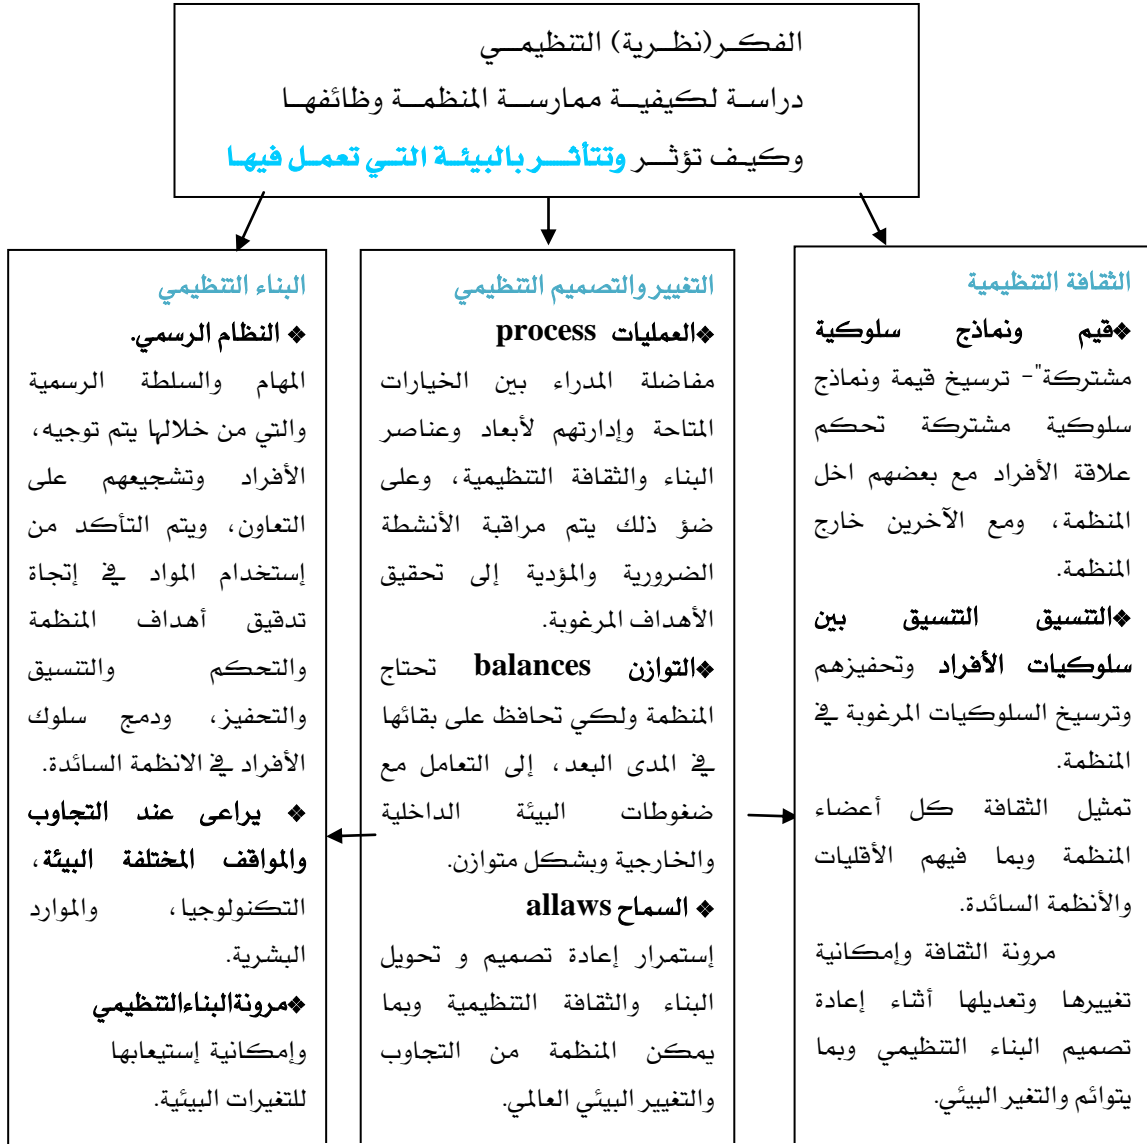 الفكر(نظرية) التنظيمي
دراسة لكيفية ممارسة المنظمة وظائفها
وكيف تؤثر وتتأثر بالبيئة التي تعمل فيها
الثقافة التنظيمية
❖قيم ونماذج سلوكية
مشتركة"- ترسيخ قيمة ونماذج
سلوكية مشتركة تحكم
علاقة الأفراد مع بعضهم اخل
المنظمة، ومع الآخرين خارج
المنظمة.
❖التنسيق التنسيق بين
سلوكيات الأفراد وتحفيزهم
وترسيخ السلوكيات المرغوبة في
المنظمة.
تمثيل الثقافة كل أعضاء
المنظمة وبما فيهم الأقليات
والأنظمة السائدة.
مرونة الثقافة وإمكانية
تغييرها وتعديلها أثناء إعادة
تصميم البناء التنظيمي وبما
يتوائم والتغير البيئي.
التغيير والتصميم التنظيمي
❖العمليات process
مفاضلة المدراء بين الخيارات
المتاحة وإدارتهم لأبعاد وعناصر
البناء والثقافة التنظيمية، وعلى
ضؤ ذلك يتم مراقبة الأنشطة
الضرورية والمؤدية إلى تحقيق
الأهداف المرغوبة.
❖التوازن balances تحتاج
المنظمة ولكي تحافظ على بقائها
في المدى البعد، إلى التعامل مع
ضغوطات البيئة الداخلية
والخارجية وبشكل متوازن.
❖ السماح allaws
إستمرار إعادة تصميم و تحويل
البناء والثقافة التنظيمية وبما
يمكن المنظمة من التجاوب
والتغيير البيئي العالمي.
البناء التنظيمي
❖ النظام الرسمي.
المهام والسلطة الرسمية
والتي من خلالها يتم توجيه،
الأفراد وتشجيعهم على
التعاون، ويتم التأكد من
إستخدام المواد في إتجاة
تدقيق أهداف المنظمة
والتحكم والتنسيق
والتحفيز، ودمج سلوك
الأفراد في الانظمة السائدة.
❖ يراعى عند التجاوب
والمواقف المختلفة البيئة،
التكنولوجيا، والموارد
البشرية.
❖مرونةالبناءالتنظيمي
وإمكانية إستيعابها
للتغيرات البيئية.